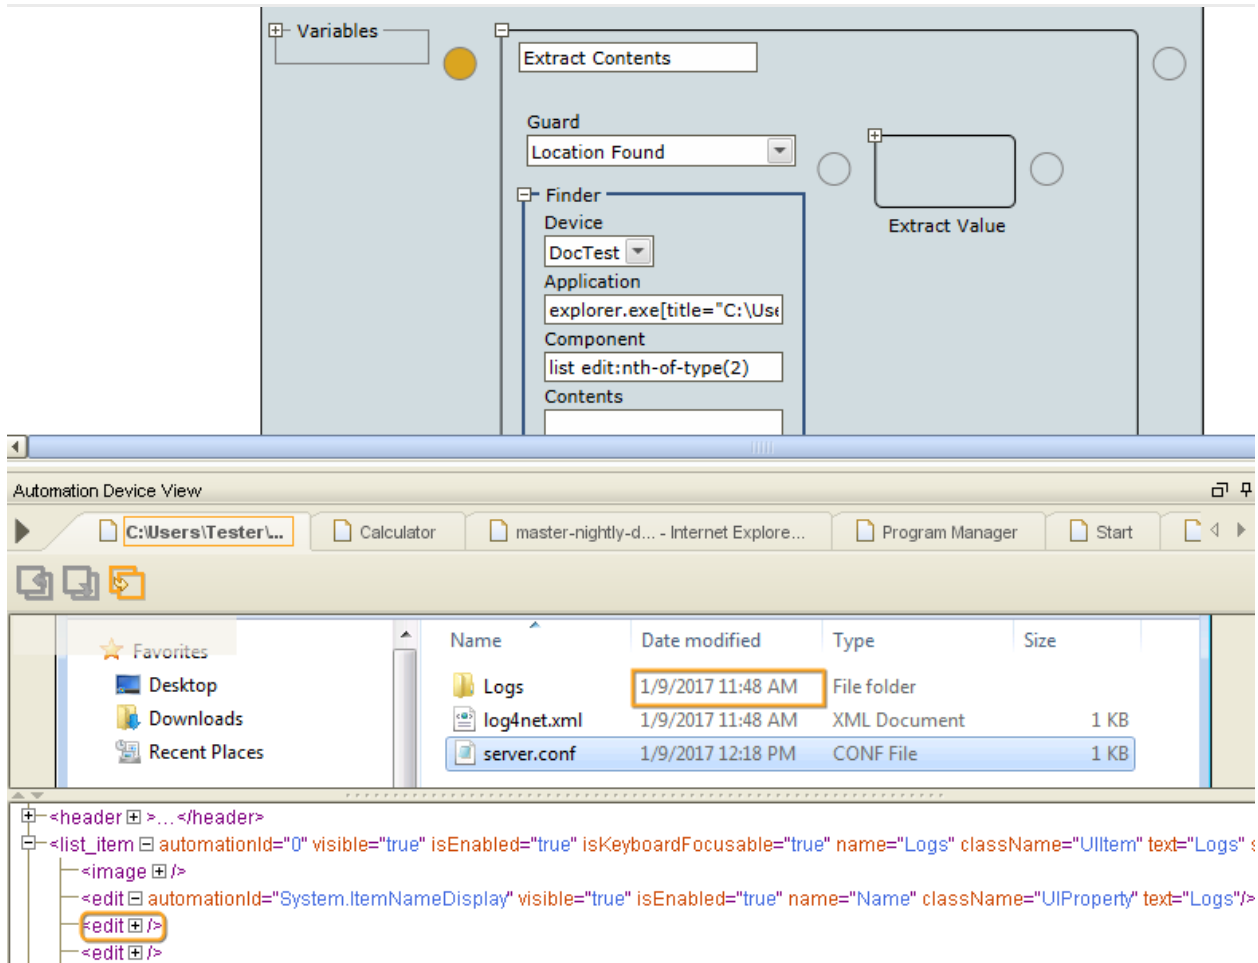 Variables
Extract Contents
Guard
Location Found
Finder
Device
DocTest
Application
explorer.exe[title="C:\Use
Component
list edit:nth-of-type(2)
Contents
Extract Value
Automation Device View
C:\Users\Tester\... Calculator master-nightly-d... - Internet Explore... Program Manager Start
Favorites
Desktop
Downloads
Recent Places
Name Date modified Type Size
Logs 1/9/2017 11:48 AM File folder
log4net.xml 1/9/2017 11:48 AM XML Document 1 KB
server.conf 1/9/2017 12:18 PM CONF File 1 KB
<header >...</header>
<list_item automationId="0" visible="true" isEnabled="true" isKeyboardFocusable="true" name="Logs" className="UIItem" text="Logs" s
<image />
<edit automationId="System.ItemNameDisplay" visible="true" isEnabled="true" name="Name" className="UIProperty" text="Logs"/>
<edit />
<edit />